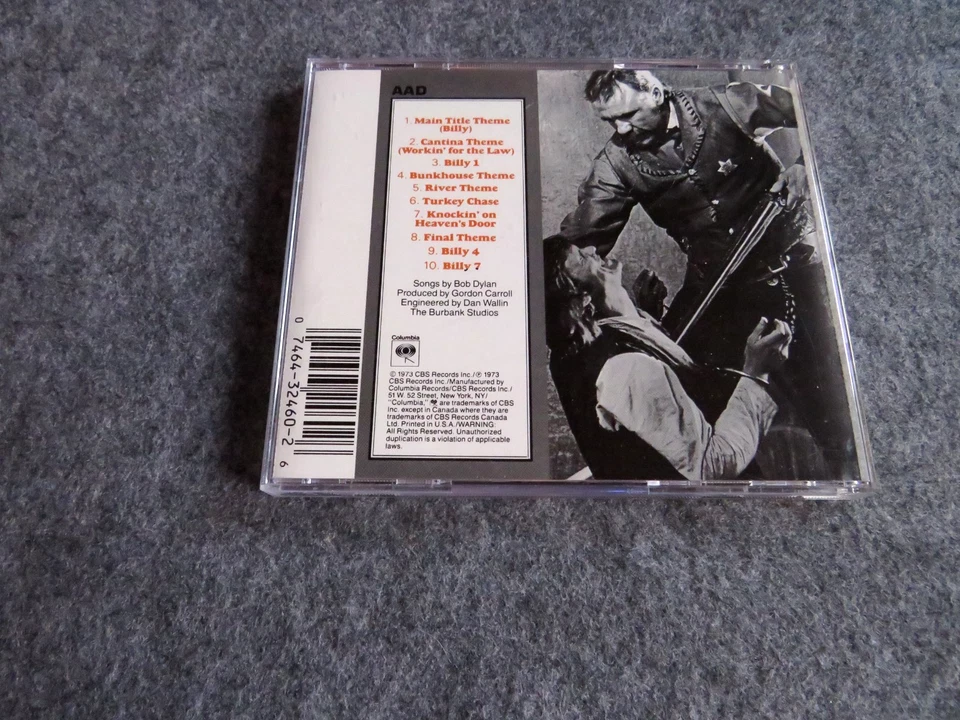 AAD
1. Main Title Theme
(Billy)
2. Cantina Theme
(Workin' for the Law)
3. Billy 1
4. Bunkhouse Theme
5. River Theme
6. Turkey Chase
7. Knockin' on
Heaven's Door
8. Final Theme
9. Billy 4
10. Billy 7
Songs by Bob Dylan
Produced by Gordon Carroll
Engineered by Dan Wallin
The Burbank Studios
Columbia
© 1973 CBS Records Inc./℗ 1973
CBS Records Inc./Manufactured by
Columbia Records/CBS Records Inc./
51 W. 52 Street, New York, NY/
"Columbia," are trademarks of CBS
Inc. except in Canada where they are
trademarks of CBS Records Canada
Ltd. Printed in U.S.A./WARNING:
All Rights Reserved. Unauthorized
duplication is a violation of applicable
laws.
0 7464-32460-2 6